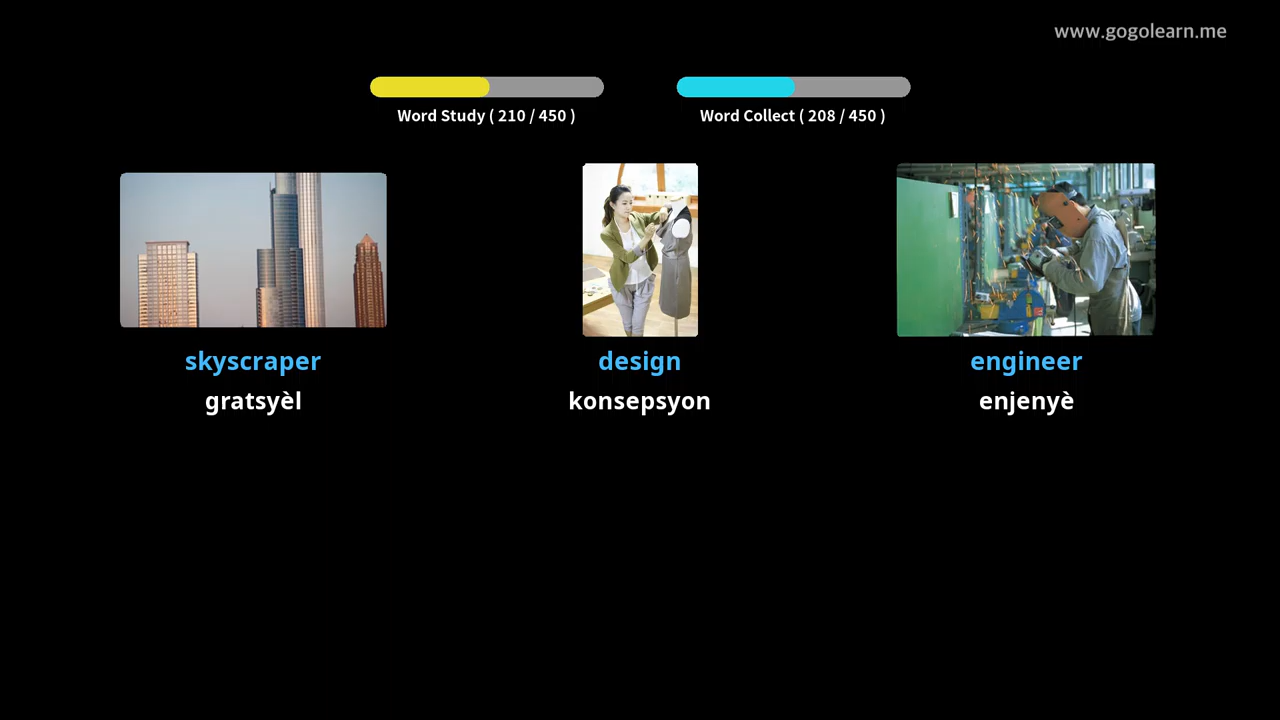 www.gogolearn.me
Word Study ( 210 / 450 )
Word Collect ( 208 / 450 )
skyscraper
gratsyèl
design
konsepsyon
engineer
enjenyè